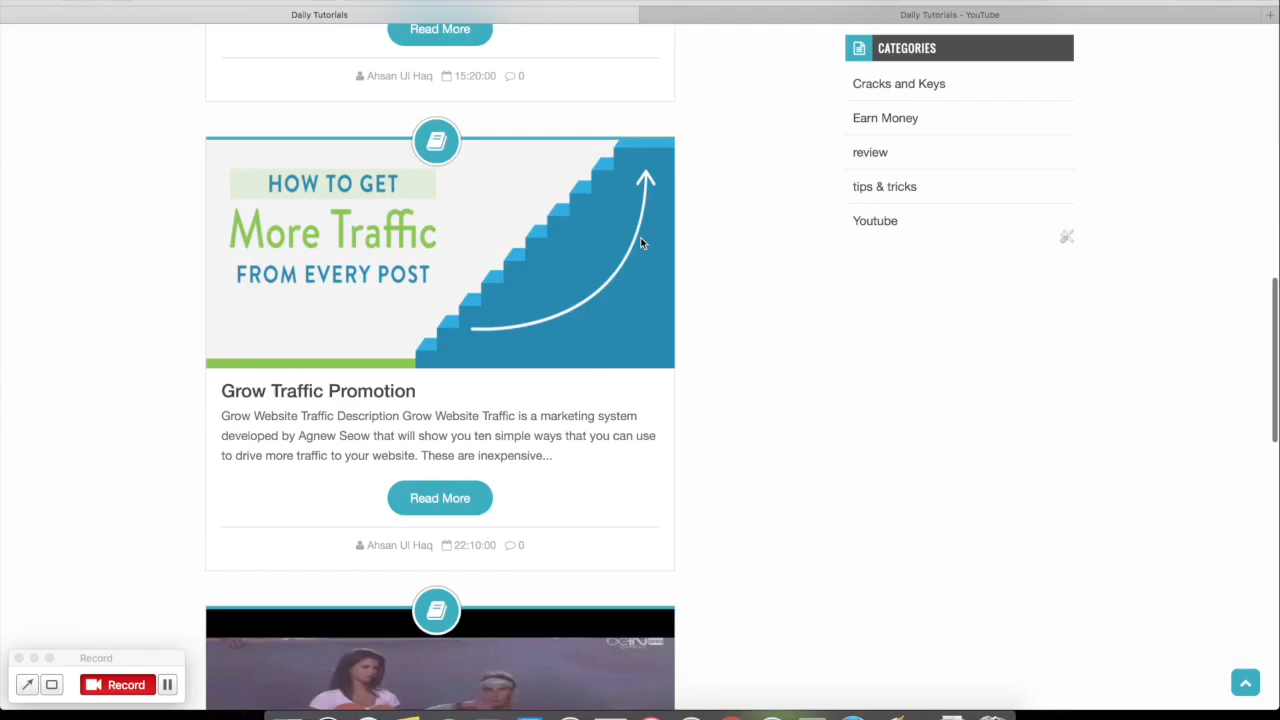 Daily Tutorials
Daily Tutorials - YouTube
Read More
Ahsan Ul Haq 15:20:00 0
CATEGORIES
Cracks and Keys
Earn Money
review
tips & tricks
Youtube
HOW TO GET
More Traffic
FROM EVERY POST
Grow Traffic Promotion
Grow Website Traffic Description Grow Website Traffic is a marketing system
developed by Agnew Seow that will show you ten simple ways that you can use
to drive more traffic to your website. These are inexpensive...
Read More
Ahsan Ul Haq 22:10:00 0
beIN
Record
Record